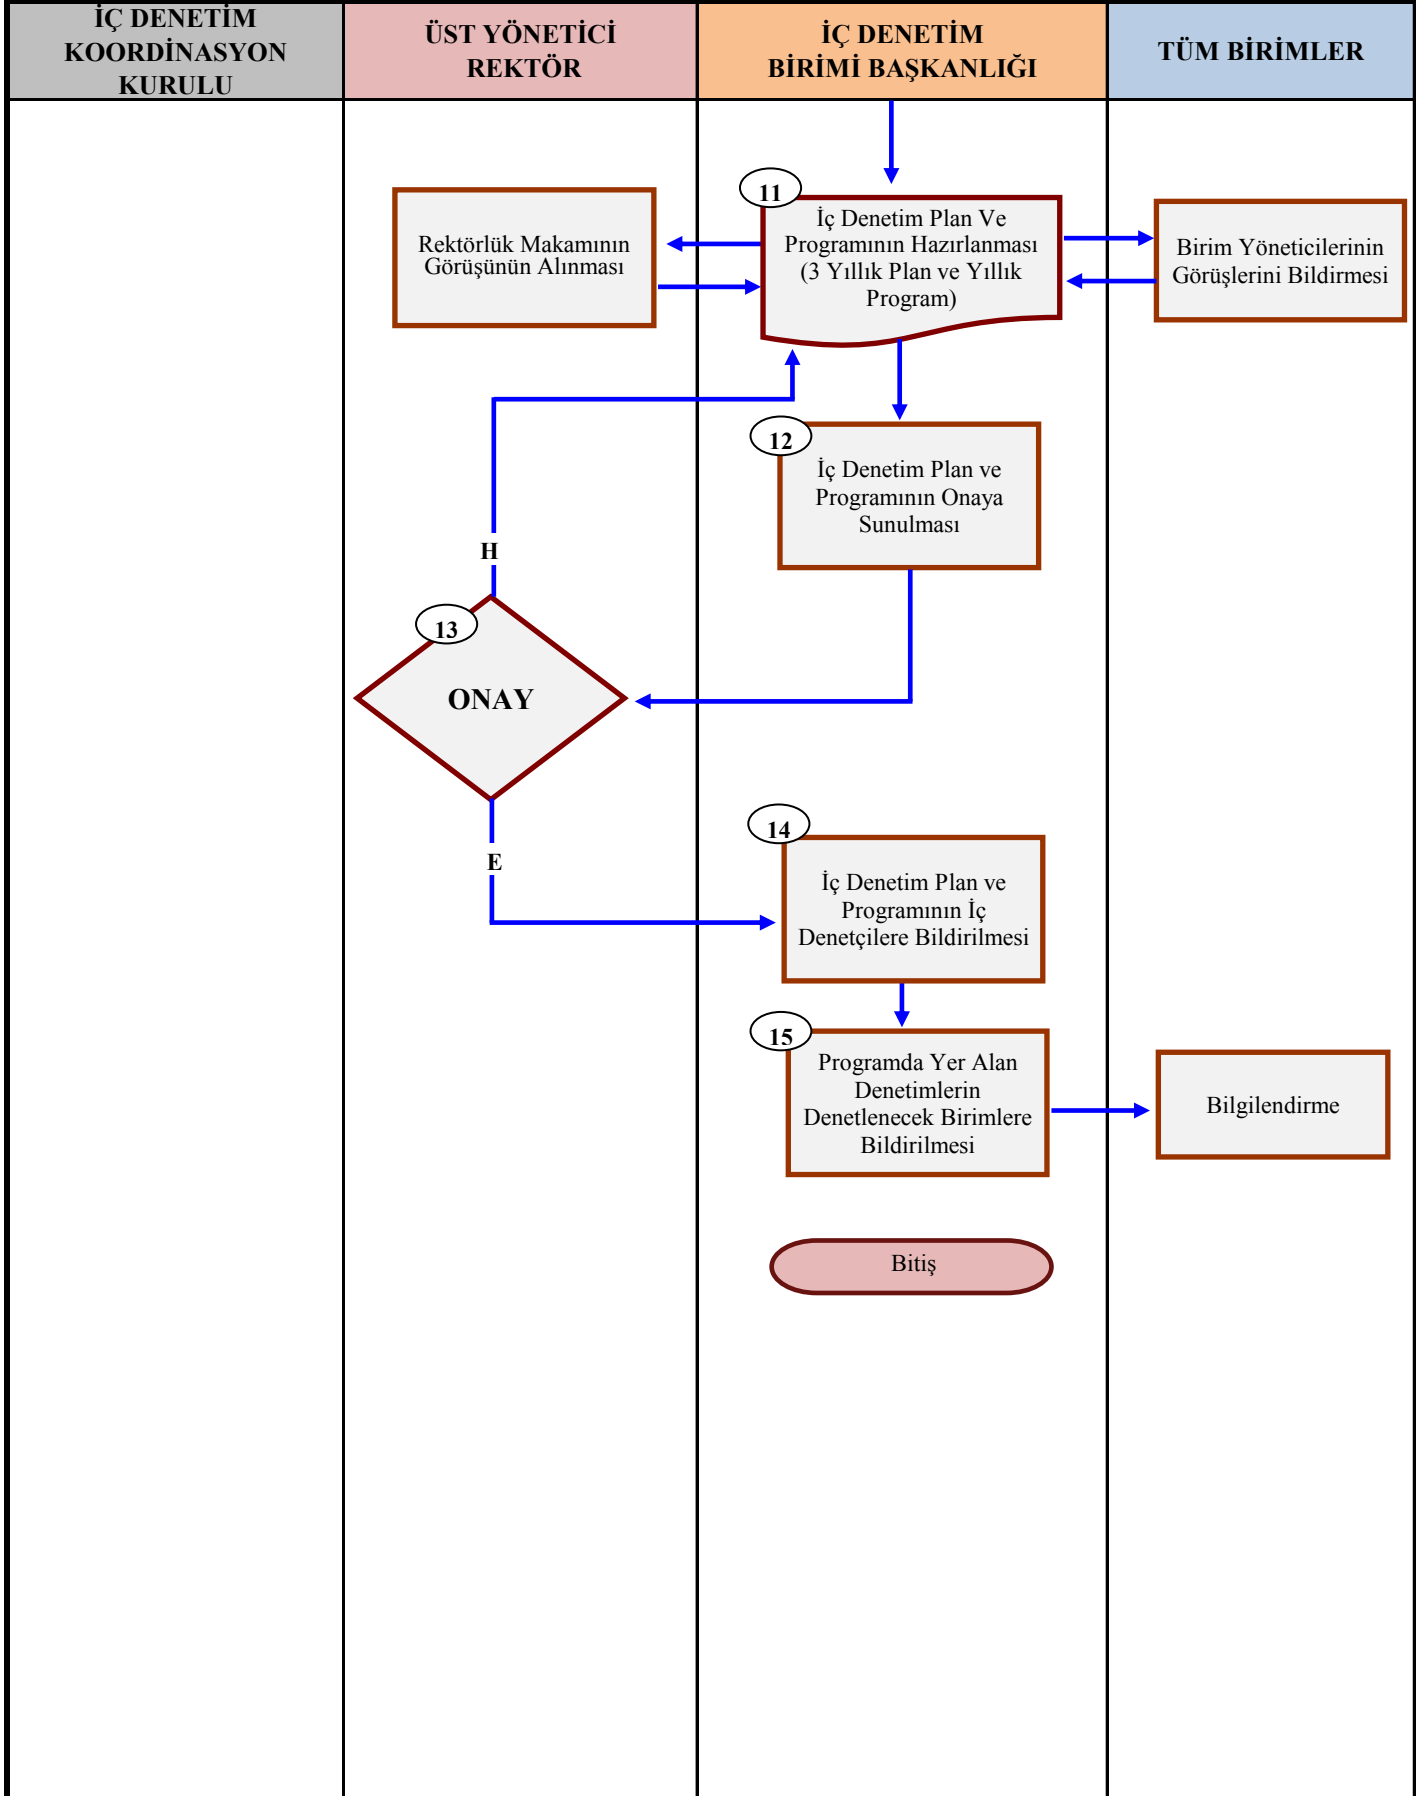 İÇ DENETİM
KOORDİNASYON
KURULU
ÜST YÖNETİCİ
REKTÖR
İÇ DENETİM
BİRİMİ BAŞKANLIĞI
TÜM BİRİMLER
11
İç Denetim Plan Ve
Programının Hazırlanması
(3 Yıllık Plan ve Yıllık
Program)
Rektörlük Makamının
Görüşünün Alınması
Birim Yöneticilerinin
Görüşlerini Bildirmesi
12
İç Denetim Plan ve
Programının Onaya
Sunulması
H
13
ONAY
E
14
İç Denetim Plan ve
Programının İç
Denetçilere Bildirilmesi
15
Programda Yer Alan
Denetimlerin
Denetlenecek Birimlere
Bildirilmesi
Bilgilendirme
Bitiş